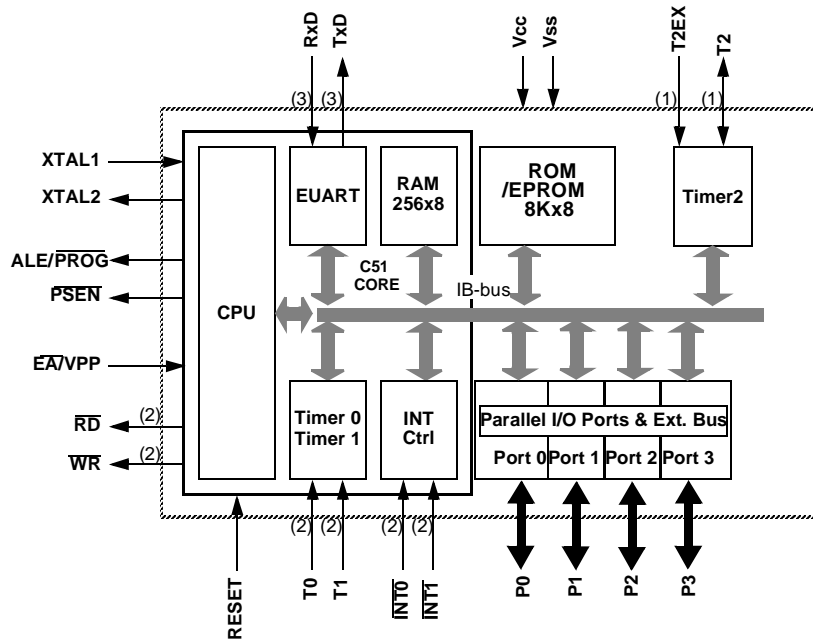 RxD
TxD
Vcc
Vss
T2EX
T2
(3) (3)
(1) (1)
XTAL1
XTAL2
ALE/PROG
PSEN
EA/VPP
(2)
RD
(2)
WR
CPU
EUART
RAM
256x8
ROM
/EPROM
8Kx8
Timer2
C51
CORE
IB-bus
Timer 0
Timer 1
INT
Ctrl
Parallel I/O Ports & Ext. Bus
Port 0 Port 1 Port 2 Port 3
(2) (2)
(2) (2)
RESET
T0
T1
INT0
INT1
P0
P1
P2
P3